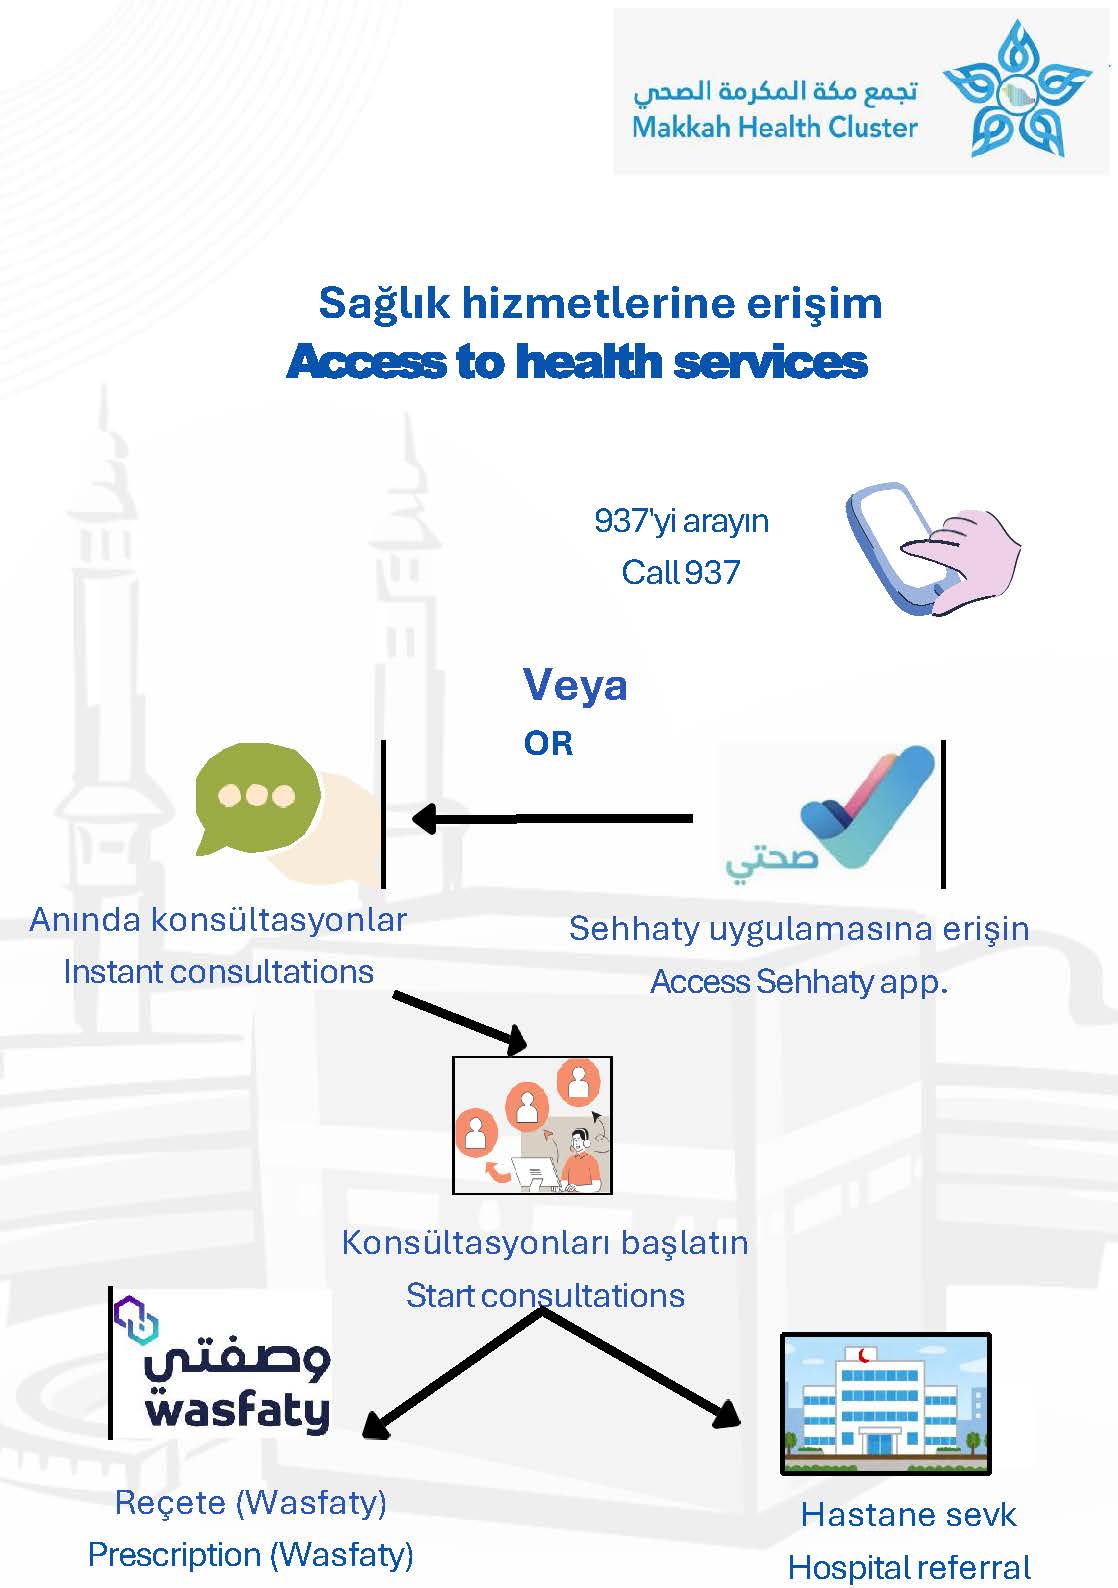 تجمع مكة المكرمة الصحي
Makkah Health Cluster
Sağlık hizmetlerine erişim
Access to health services
937'yi arayın
Call 937
Veya
OR
صحتي
Anında konsültasyonlar
Instant consultations
Sehhaty uygulamasına erişin
Access Sehhaty app.
Konsültasyonları başlatın
Start consultations
وصفتي
wasfaty
Reçete (Wasfaty)
Prescription (Wasfaty)
Hastane sevk
Hospital referral